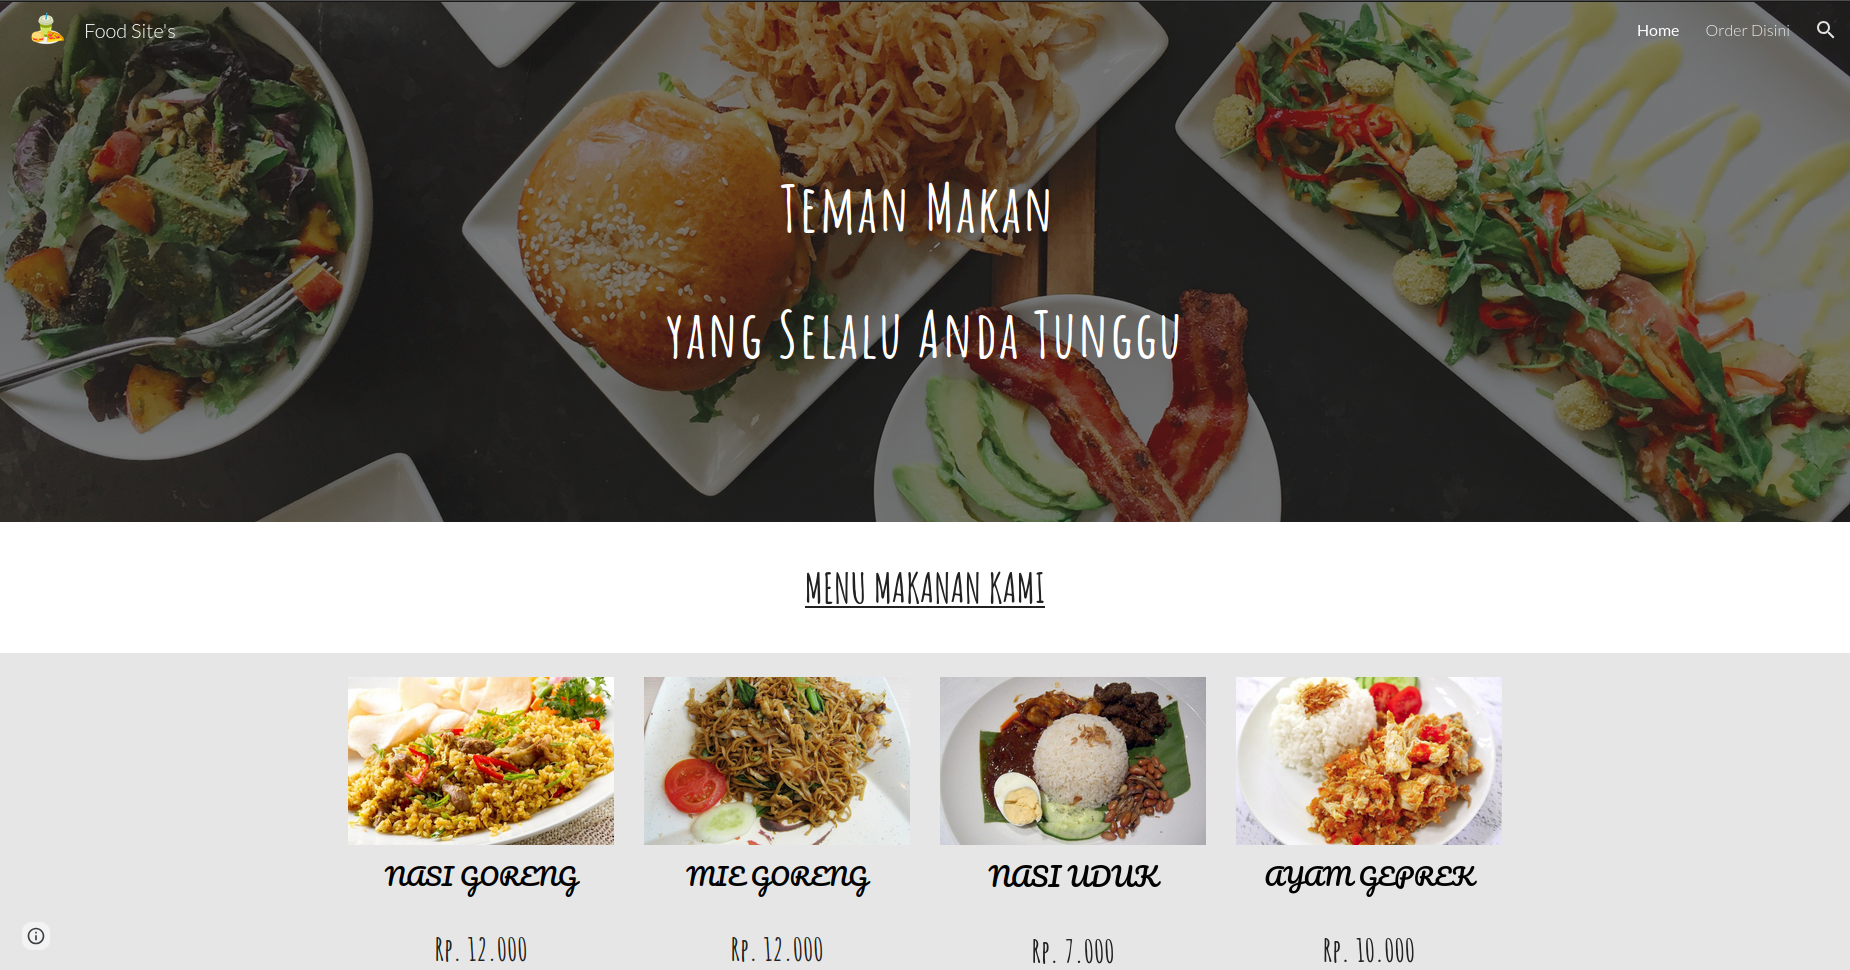 Food Site's
Home
Order Disini
Teman Makan
yang Selalu Anda Tunggu
MENU MAKANAN KAMI
NASI GORENG
MIE GORENG
NASI UDUK
AYAM GEPREK
Rp. 12.000
Rp. 12.000
Rp. 7.000
Rp. 10.000